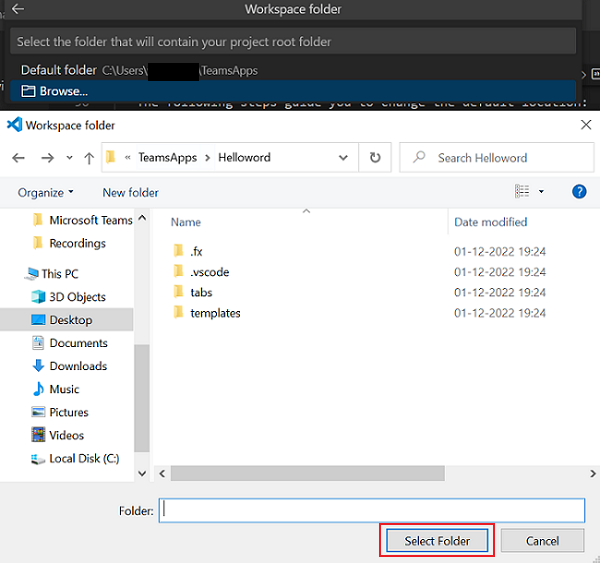 Workspace folder
Select the folder that will contain your project root folder
Default folder C:\Users\ \TeamsApps
Browse...
The following steps guide you to change the default location:
Workspace folder
« TeamsApps > Helloword
Search Helloword
Organize
New folder
Microsoft Teams
Recordings
This PC
3D Objects
Desktop
Documents
Downloads
Music
Pictures
Videos
Local Disk (C:)
Name Date modified
.fx 01-12-2022 19:24
.vscode 01-12-2022 19:24
tabs 01-12-2022 19:24
templates 01-12-2022 19:24
Folder:
Select Folder
Cancel